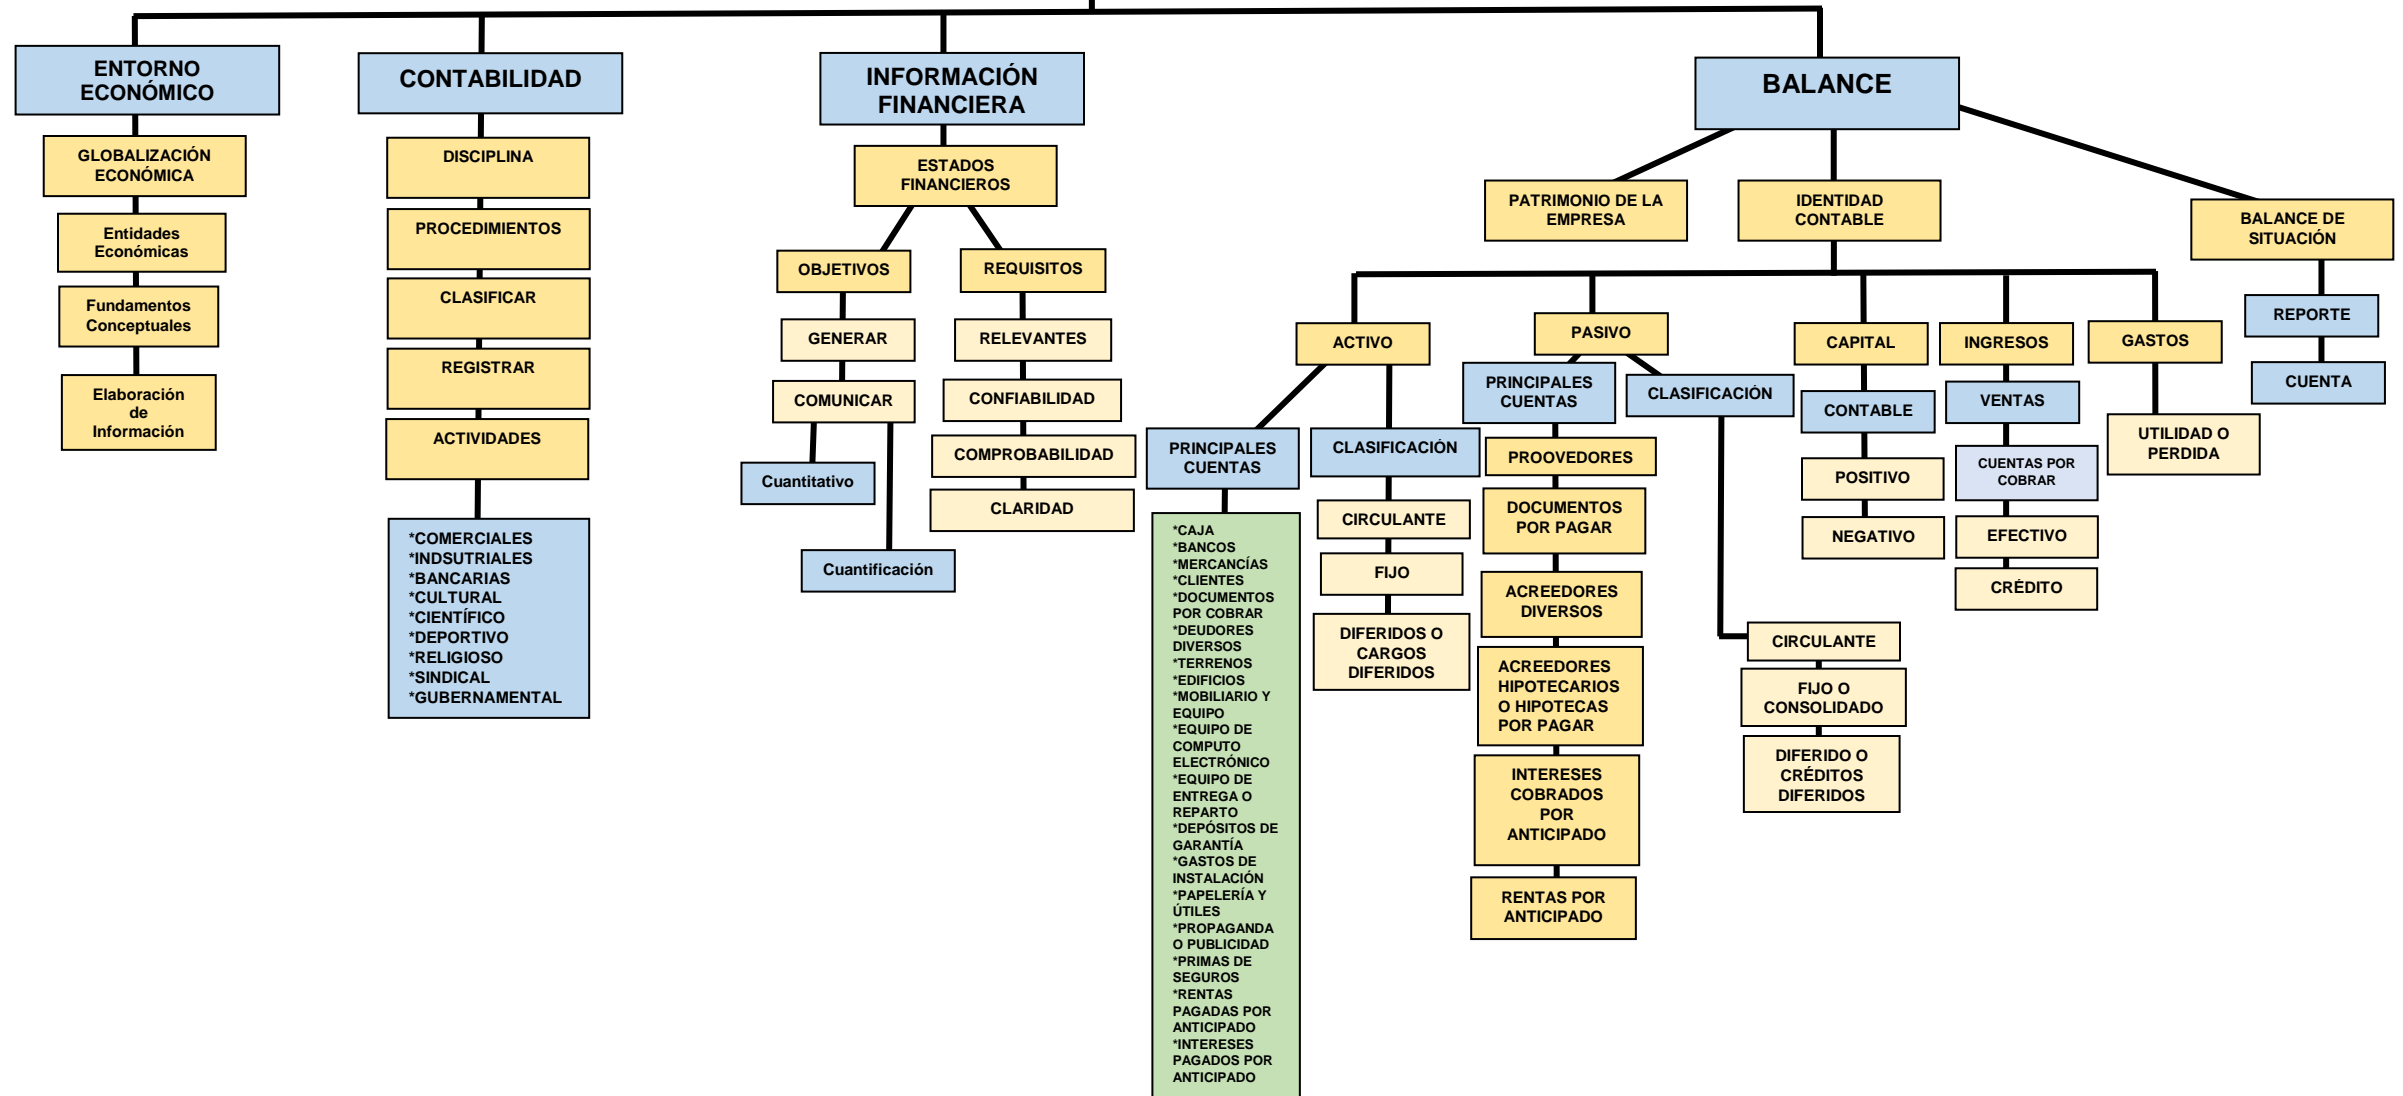 ENTORNO
ECONÓMICO
GLOBALIZACIÓN
ECONÓMICA
Entidades
Económicas
Fundamentos
Conceptuales
Elaboración
de
Información
CONTABILIDAD
DISCIPLINA
PROCEDIMIENTOS
CLASIFICAR
REGISTRAR
ACTIVIDADES
*COMERCIALES
*INDSUTRIALES
*BANCARIAS
*CULTURAL
*CIENTÍFICO
*DEPORTIVO
*RELIGIOSO
*SINDICAL
*GUBERNAMENTAL
INFORMACIÓN
FINANCIERA
ESTADOS
FINANCIEROS
OBJETIVOS
GENERAR
COMUNICAR
Cuantitativo
Cuantificación
REQUISITOS
RELEVANTES
CONFIABILIDAD
COMPROBABILIDAD
CLARIDAD
BALANCE
PATRIMONIO DE LA
EMPRESA
IDENTIDAD
CONTABLE
BALANCE DE
SITUACIÓN
REPORTE
CUENTA
ACTIVO
PRINCIPALES
CUENTAS
*CAJA
*BANCOS
*MERCANCÍAS
*CLIENTES
*DOCUMENTOS
POR COBRAR
*DEUDORES
DIVERSOS
*TERRENOS
*EDIFICIOS
*MOBILIARIO Y
EQUIPO
*EQUIPO DE
COMPUTO
ELECTRÓNICO
*EQUIPO DE
ENTREGA O
REPARTO
*DEPÓSITOS DE
GARANTÍA
*GASTOS DE
INSTALACIÓN
*PAPELERÍA Y
ÚTILES
*PROPAGANDA
O PUBLICIDAD
*PRIMAS DE
SEGUROS
*RENTAS
PAGADAS POR
ANTICIPADO
*INTERESES
PAGADOS POR
ANTICIPADO
CLASIFICACIÓN
CIRCULANTE
FIJO
DIFERIDOS O
CARGOS
DIFERIDOS
PASIVO
PRINCIPALES
CUENTAS
PROOVEDORES
DOCUMENTOS
POR PAGAR
ACREEDORES
DIVERSOS
ACREEDORES
HIPOTECARIOS
O HIPOTECAS
POR PAGAR
INTERESES
COBRADOS
POR
ANTICIPADO
RENTAS POR
ANTICIPADO
CLASIFICACIÓN
CIRCULANTE
FIJO O
CONSOLIDADO
DIFERIDO O
CRÉDITOS
DIFERIDOS
CAPITAL
CONTABLE
POSITIVO
NEGATIVO
INGRESOS
VENTAS
CUENTAS POR
COBRAR
EFECTIVO
CRÉDITO
GASTOS
UTILIDAD O
PERDIDA